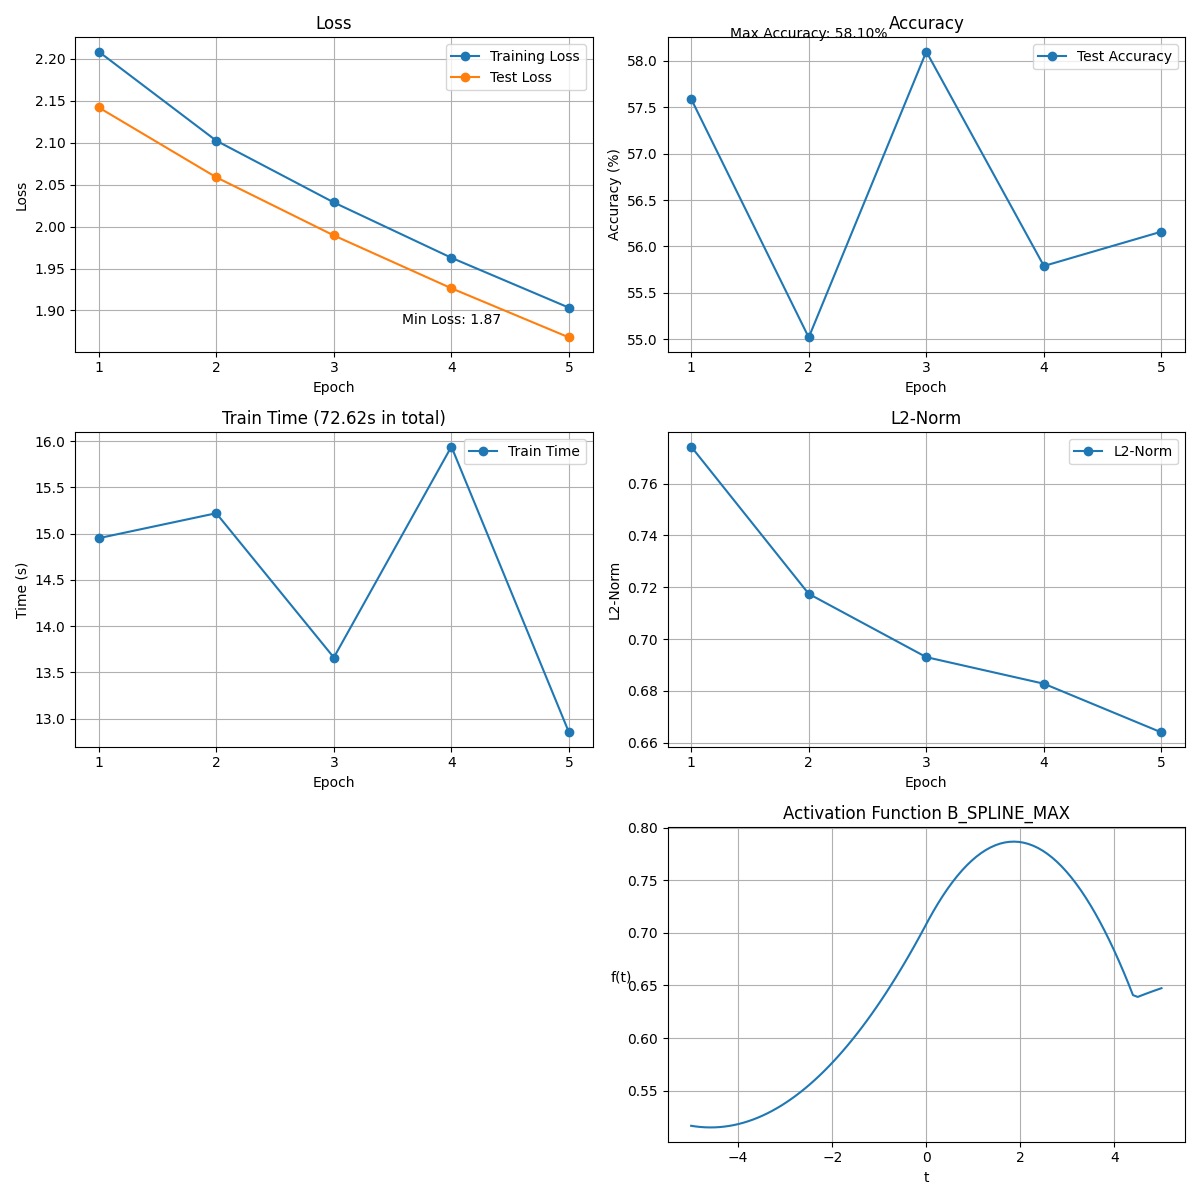 Loss
Training Loss
Test Loss
2.20
2.15
2.10
2.05
2.00
1.95
1.90
Loss
Min Loss: 1.87
1 2 3 4 5
Epoch
Accuracy
Max Accuracy: 58.10%
Test Accuracy
58.0
57.5
57.0
56.5
56.0
55.5
55.0
Accuracy (%)
1 2 3 4 5
Epoch
Train Time (72.62s in total)
Train Time
16.0
15.5
15.0
14.5
14.0
13.5
13.0
Time (s)
1 2 3 4 5
Epoch
L2-Norm
L2-Norm
0.76
0.74
0.72
0.70
0.68
0.66
L2-Norm
1 2 3 4 5
Epoch
Activation Function B_SPLINE_MAX
0.80
0.75
0.70
0.65
0.60
0.55
f(t)
−4 −2 0 2 4
t